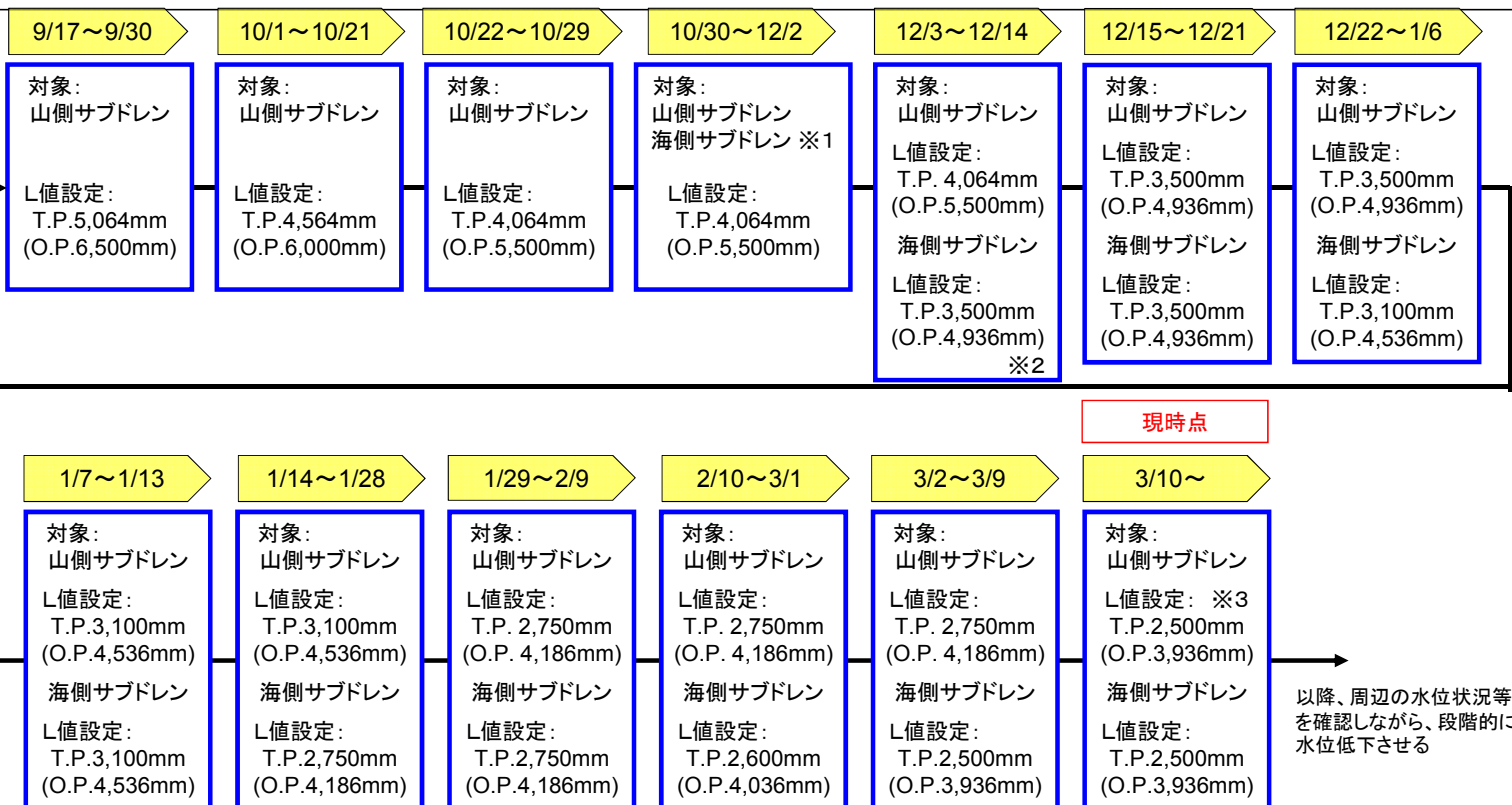 9/17～9/30
対象：
山側サブドレン
L値設定：
T.P.5,064mm
(O.P.6,500mm)
10/1～10/21
対象：
山側サブドレン
L値設定：
T.P.4,564mm
(O.P.6,000mm)
10/22～10/29
対象：
山側サブドレン
L値設定：
T.P.4,064mm
(O.P.5,500mm)
10/30～12/2
対象：
山側サブドレン
海側サブドレン ※1
L値設定：
T.P.4,064mm
(O.P.5,500mm)
12/3～12/14
対象：
山側サブドレン
L値設定：
T.P. 4,064mm
(O.P.5,500mm)
海側サブドレン
L値設定：
T.P.3,500mm
(O.P.4,936mm)
※2
12/15～12/21
対象：
山側サブドレン
L値設定：
T.P.3,500mm
(O.P.4,936mm)
海側サブドレン
L値設定：
T.P.3,500mm
(O.P.4,936mm)
12/22～1/6
対象：
山側サブドレン
L値設定：
T.P.3,500mm
(O.P.4,936mm)
海側サブドレン
L値設定：
T.P.3,100mm
(O.P.4,536mm)
1/7～1/13
対象：
山側サブドレン
L値設定：
T.P.3,100mm
(O.P.4,536mm)
海側サブドレン
L値設定：
T.P.3,100mm
(O.P.4,536mm)
1/14～1/28
対象：
山側サブドレン
L値設定：
T.P.3,100mm
(O.P.4,536mm)
海側サブドレン
L値設定：
T.P.2,750mm
(O.P.4,186mm)
1/29～2/9
対象：
山側サブドレン
L値設定：
T.P. 2,750mm
(O.P. 4,186mm)
海側サブドレン
L値設定：
T.P.2,750mm
(O.P.4,186mm)
2/10～3/1
対象：
山側サブドレン
L値設定：
T.P. 2,750mm
(O.P. 4,186mm)
海側サブドレン
L値設定：
T.P.2,600mm
(O.P.4,036mm)
3/2～3/9
対象：
山側サブドレン
L値設定：
T.P. 2,750mm
(O.P. 4,186mm)
海側サブドレン
L値設定：
T.P.2,500mm
(O.P.3,936mm)
現時点
3/10～
対象：
山側サブドレン
L値設定： ※3
T.P.2,500mm
(O.P.3,936mm)
海側サブドレン
L値設定：
T.P.2,500mm
(O.P.3,936mm)
以降、周辺の水位状況等
を確認しながら、段階的に
水位低下させる